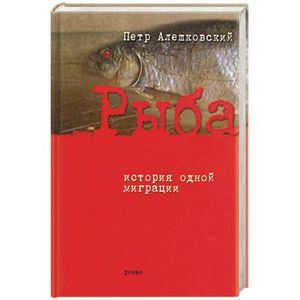 Петр Алешковский
Рыба
история одной
миграции
роман